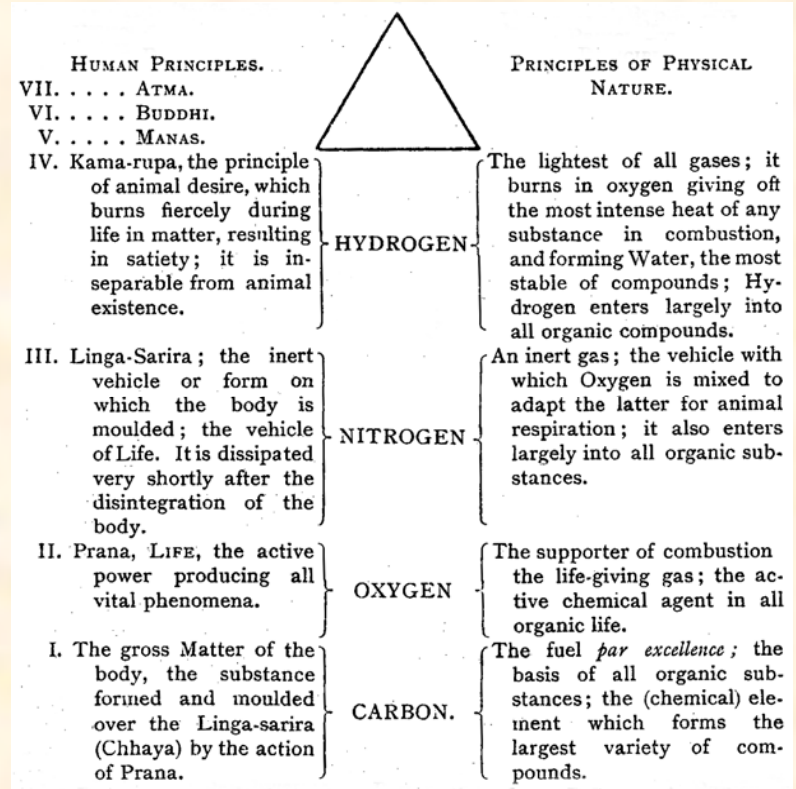 HUMAN PRINCIPLES.
VII. . . . . ATMA.
VI. . . . . BUDDHI.
V. . . . . MANAS.
PRINCIPLES OF PHYSICAL
NATURE.
IV. Kama-rupa, the principle
of animal desire, which
burns fiercely during
life in matter, resulting
in satiety; it is in-
separable from animal
existence.
HYDROGEN
The lightest of all gases; it
burns in oxygen giving oft
the most intense heat of any
substance in combustion,
and forming Water, the most
stable of compounds; Hy-
drogen enters largely into
all organic compounds.
III. Linga-Sarira; the inert
vehicle or form on
which the body is
moulded; the vehicle
of Life. It is dissipated
very shortly after the
disintegration of the
body.
NITROGEN
An inert gas; the vehicle with
which Oxygen is mixed to
adapt the latter for animal
respiration; it also enters
largely into all organic sub-
stances.
II. Prana, LIFE, the active
power producing all
vital phenomena.
OXYGEN
The supporter of combustion
the life-giving gas; the ac-
tive chemical agent in all
organic life.
I. The gross Matter of the
body, the substance
formed and moulded
over the Linga-sarira
(Chhaya) by the action
of Prana.
CARBON.
The fuel par excellence; the
basis of all organic sub-
stances; the (chemical) ele-
ment which forms the
largest variety of com-
pounds.